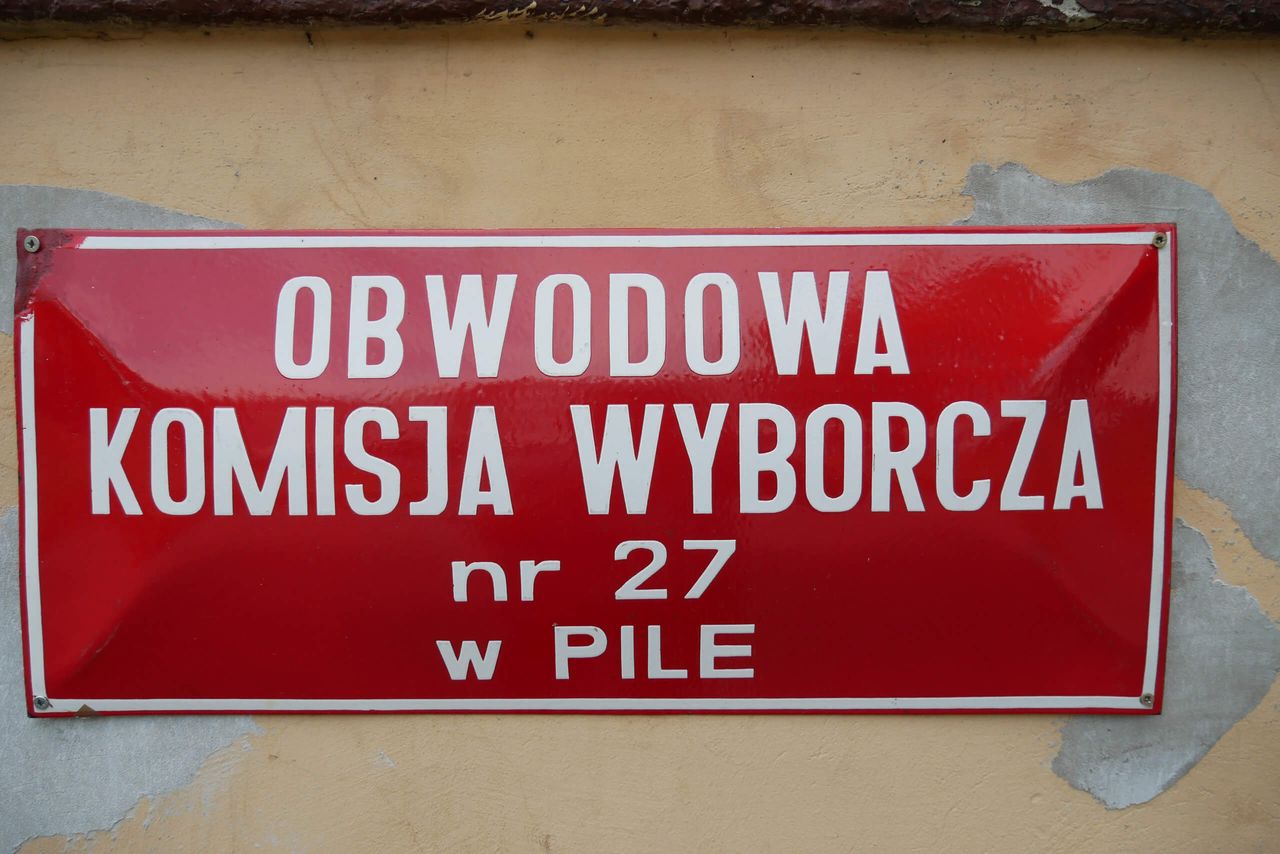 OBWODOWA
KOMISJA WYBORCZA
nr 27
w PILE